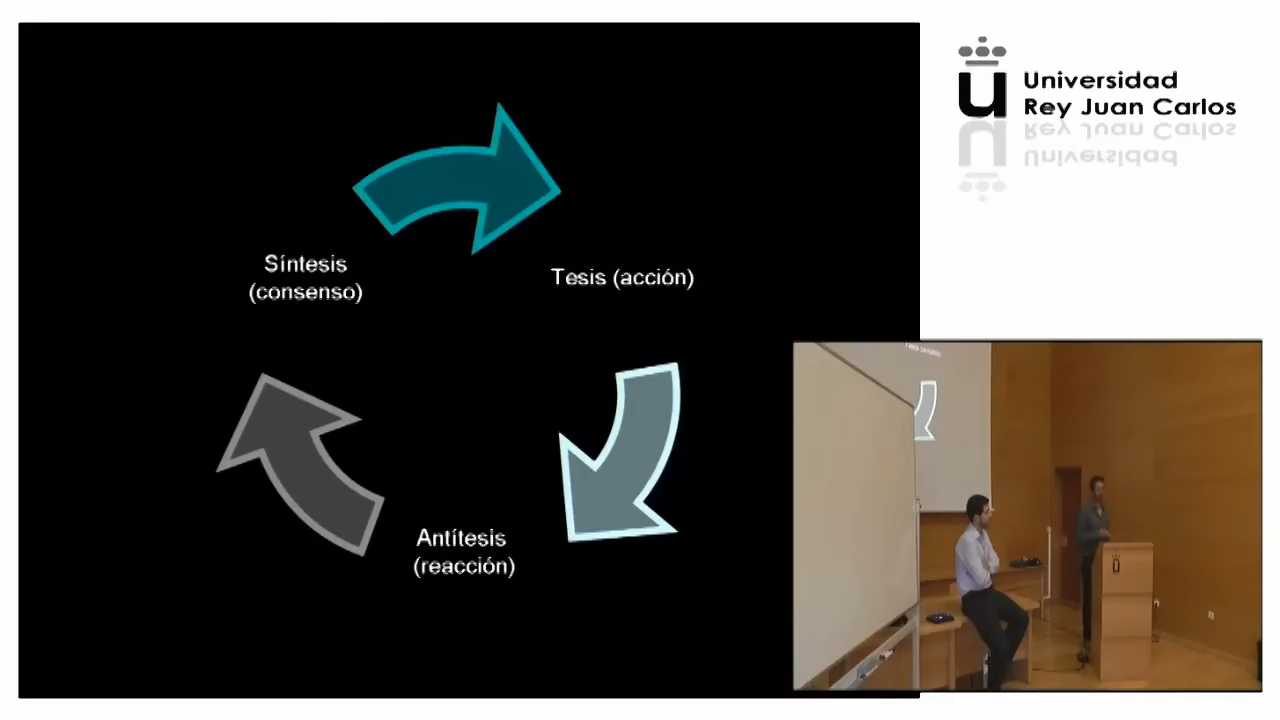 Universidad
Rey Juan Carlos
Síntesis
(consenso)
Tesis (acción)
Antítesis
(reacción)